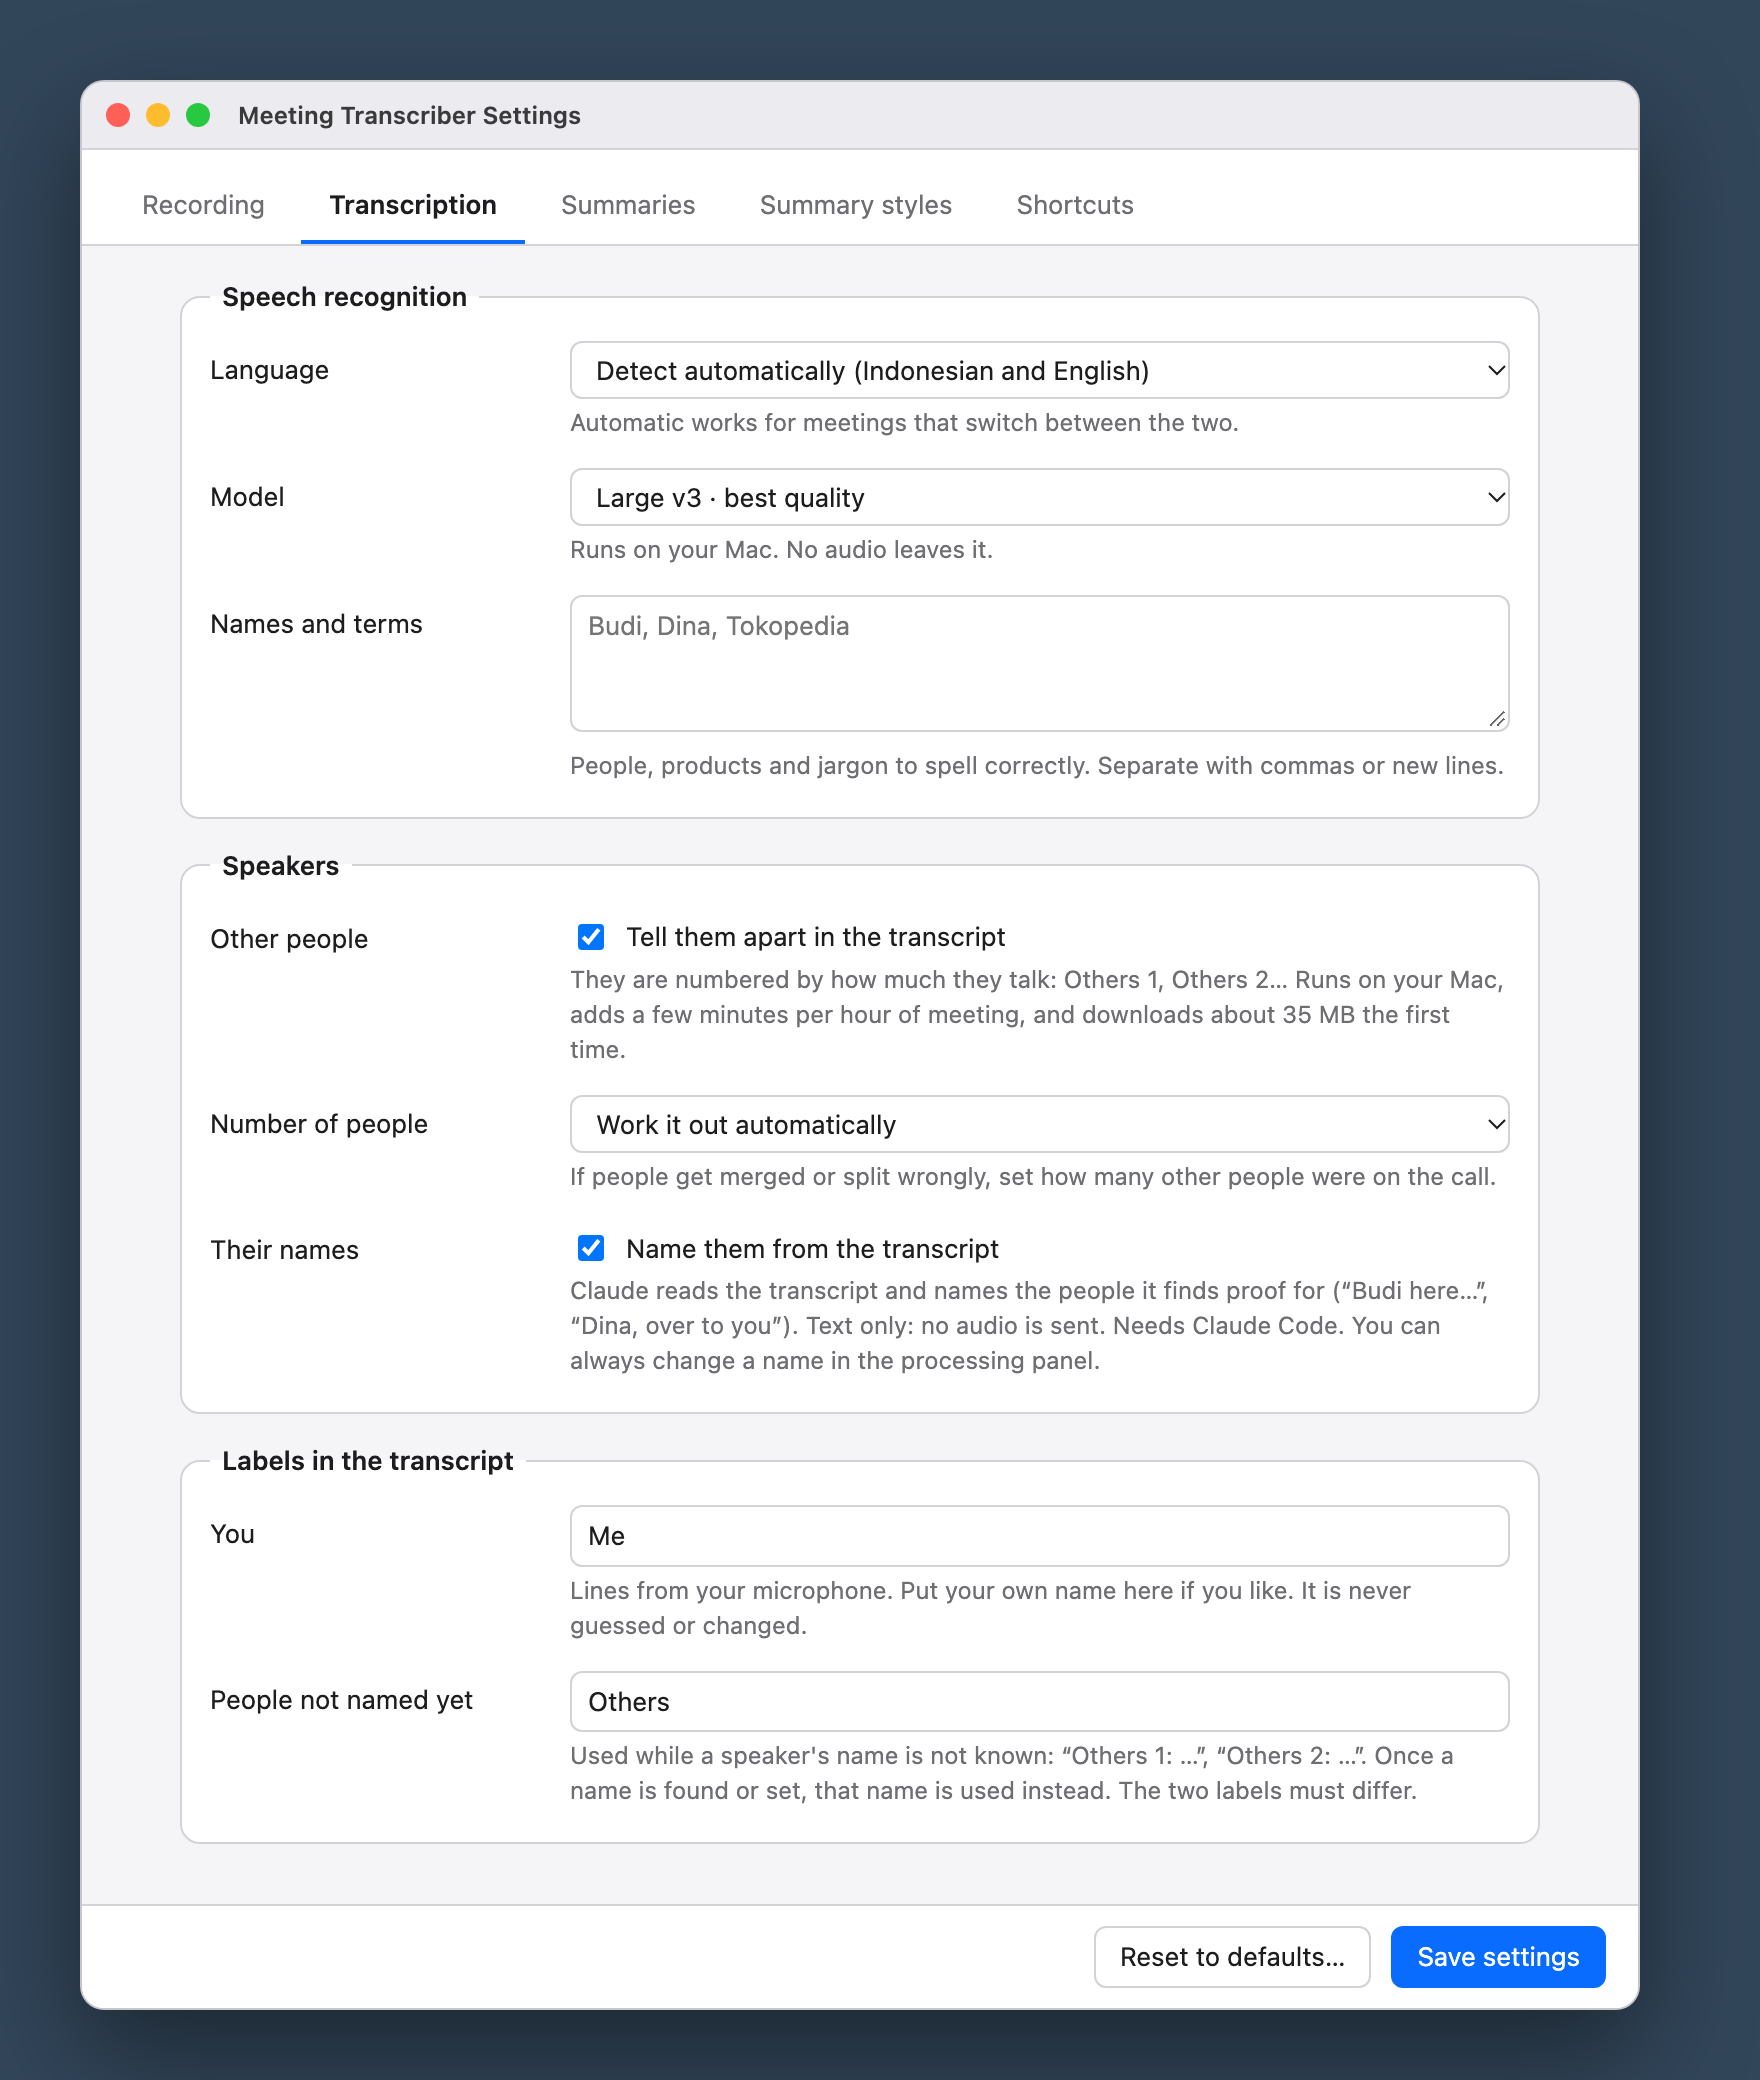 Meeting Transcriber Settings
Recording Transcription Summaries Summary styles Shortcuts
Speech recognition
Language
Detect automatically (Indonesian and English)
Automatic works for meetings that switch between the two.
Model
Large v3 · best quality
Runs on your Mac. No audio leaves it.
Names and terms
Budi, Dina, Tokopedia
People, products and jargon to spell correctly. Separate with commas or new lines.
Speakers
Other people
Tell them apart in the transcript
They are numbered by how much they talk: Others 1, Others 2... Runs on your Mac,
adds a few minutes per hour of meeting, and downloads about 35 MB the first
time.
Number of people
Work it out automatically
If people get merged or split wrongly, set how many other people were on the call.
Their names
Name them from the transcript
Claude reads the transcript and names the people it finds proof for (“Budi here...”,
“Dina, over to you”). Text only: no audio is sent. Needs Claude Code. You can
always change a name in the processing panel.
Labels in the transcript
You
Me
Lines from your microphone. Put your own name here if you like. It is never
guessed or changed.
People not named yet
Others
Used while a speaker's name is not known: “Others 1: ...”, “Others 2: ...”. Once a
name is found or set, that name is used instead. The two labels must differ.
Reset to defaults...
Save settings